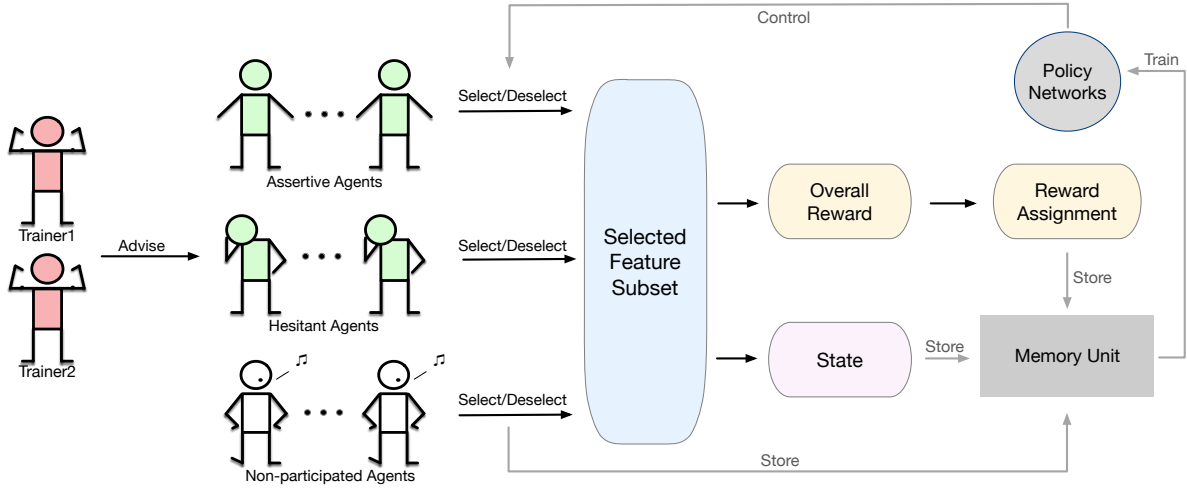 Control
Policy
Networks
Train
Select/Deselect
Assertive Agents
Trainer1
Advise
Overall
Reward
Reward
Assignment
Select/Deselect
Selected
Feature
Subset
Store
Hesitant Agents
Trainer2
State
Store
Memory Unit
Select/Deselect
Store
Non-participated Agents